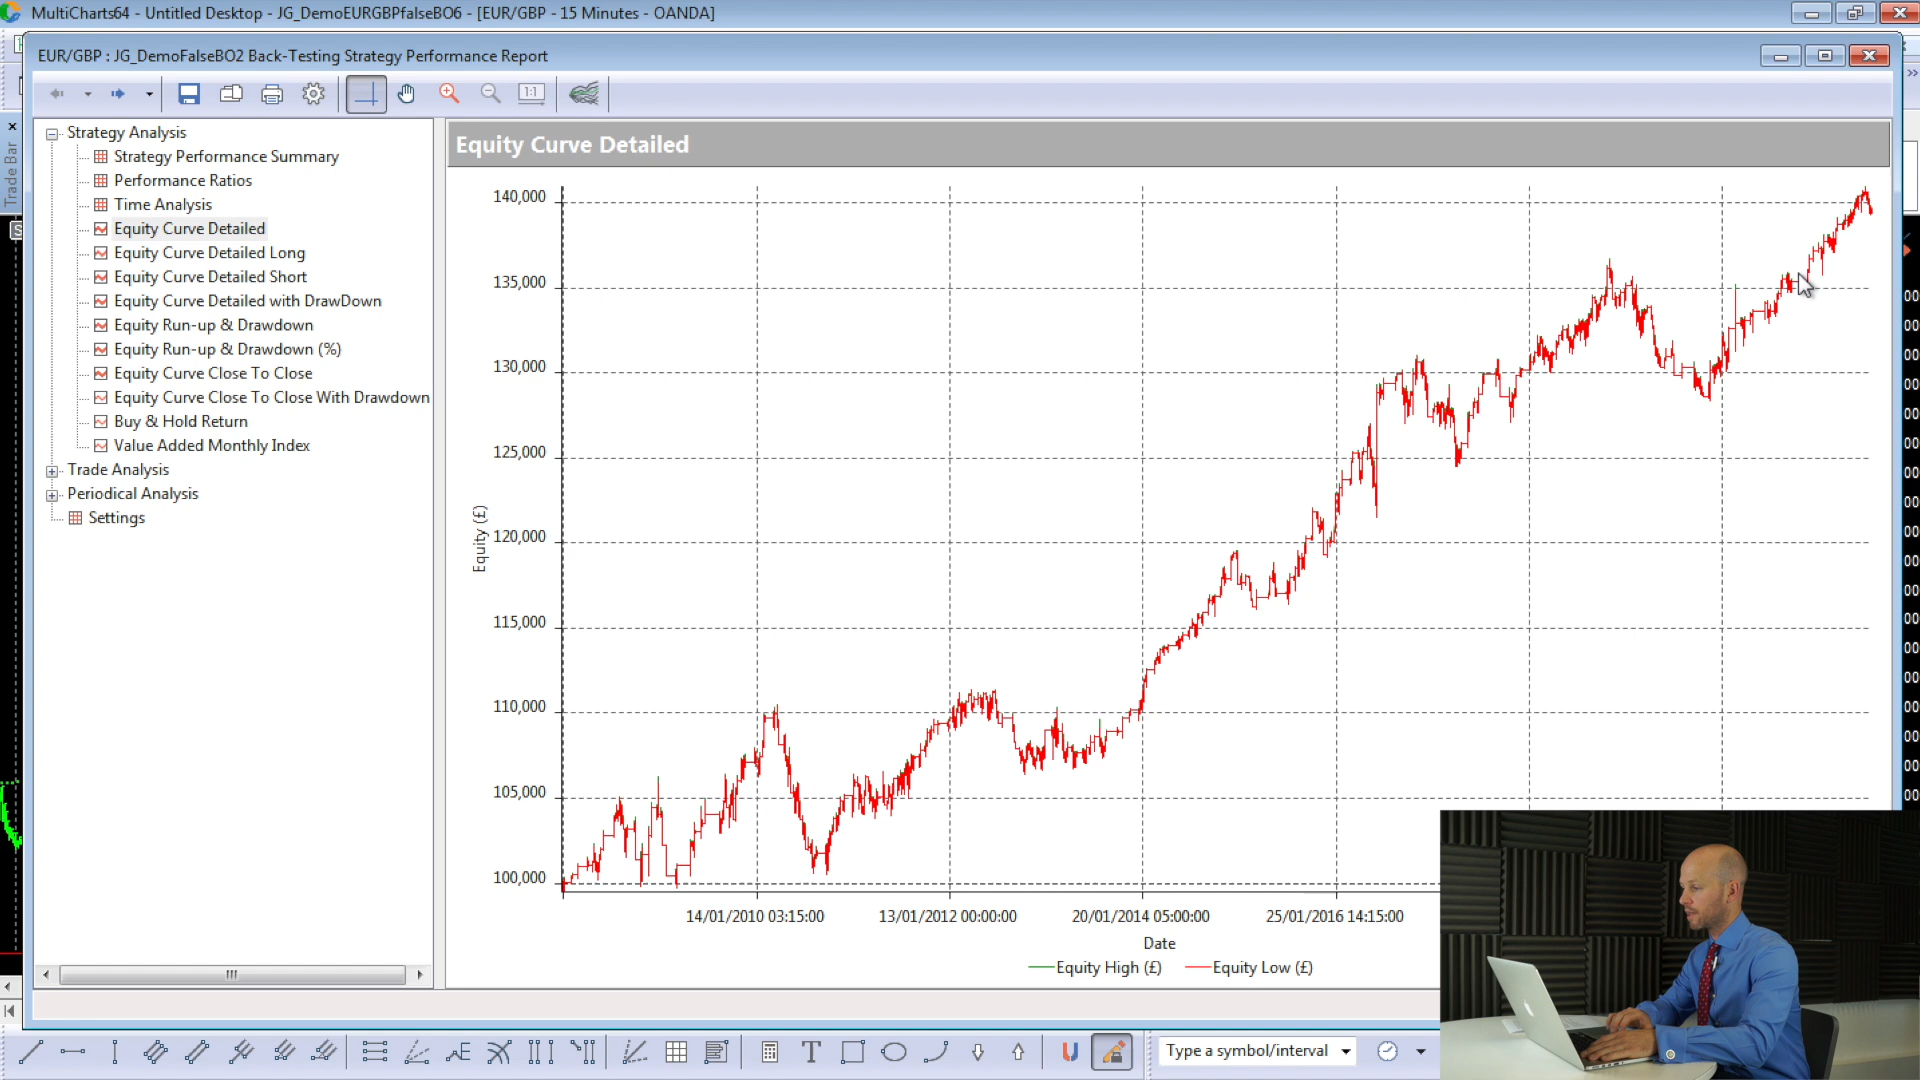 MultiCharts64 - Untitled Desktop - JG_DemoEURGBPfalseBO6 - [EUR/GBP - 15 Minutes - OANDA]
EUR/GBP : JG_DemoFalseBO2 Back-Testing Strategy Performance Report
1:1
Trade Bar
Strategy Analysis
Strategy Performance Summary
Performance Ratios
Time Analysis
Equity Curve Detailed
Equity Curve Detailed Long
Equity Curve Detailed Short
Equity Curve Detailed with DrawDown
Equity Run-up & Drawdown
Equity Run-up & Drawdown (%)
Equity Curve Close To Close
Equity Curve Close To Close With Drawdown
Buy & Hold Return
Value Added Monthly Index
Trade Analysis
Periodical Analysis
Settings
Equity Curve Detailed
140,000
135,000
130,000
125,000
120,000
115,000
110,000
105,000
100,000
Equity (£)
14/01/2010 03:15:00
13/01/2012 00:00:00
20/01/2014 05:00:00
25/01/2016 14:15:00
Date
Equity High (£)
Equity Low (£)
Type a symbol/interval